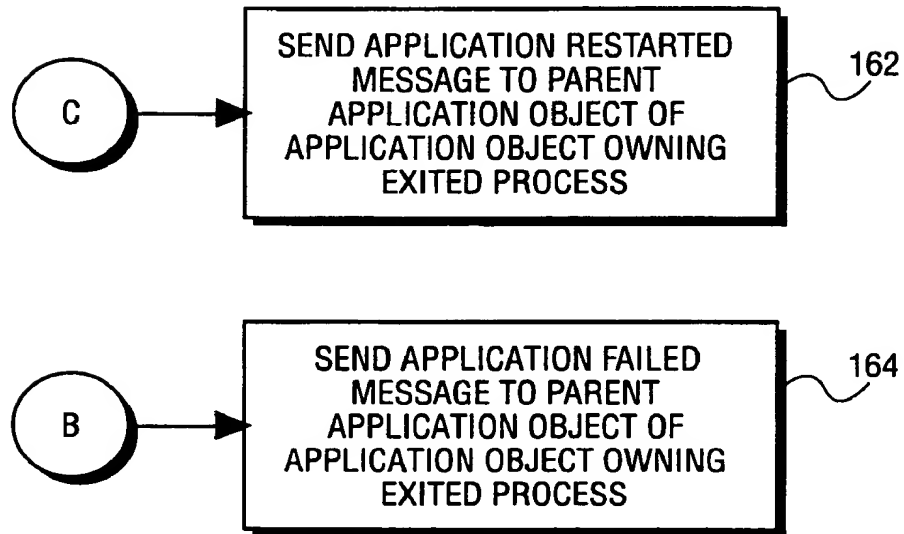 C
SEND APPLICATION RESTARTED
MESSAGE TO PARENT
APPLICATION OBJECT OF
APPLICATION OBJECT OWNING
EXITED PROCESS
162
B
SEND APPLICATION FAILED
MESSAGE TO PARENT
APPLICATION OBJECT OF
APPLICATION OBJECT OWNING
EXITED PROCESS
164